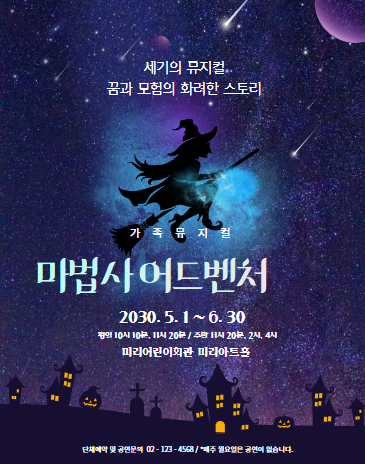 세기의 뮤지컬
꿈과 모험의 화려한 스토리
가족뮤지컬
마법사 어드벤처
2030. 5. 1 ~ 6. 30
평일 10시 10분, 11시 20분 / 주말 11시 20분, 2시, 4시
피리어린이회관 피리아트홀
단체예약 및 공연문의 02 - 123 - 4568 / *매주 월요일은 공연이 없습니다.